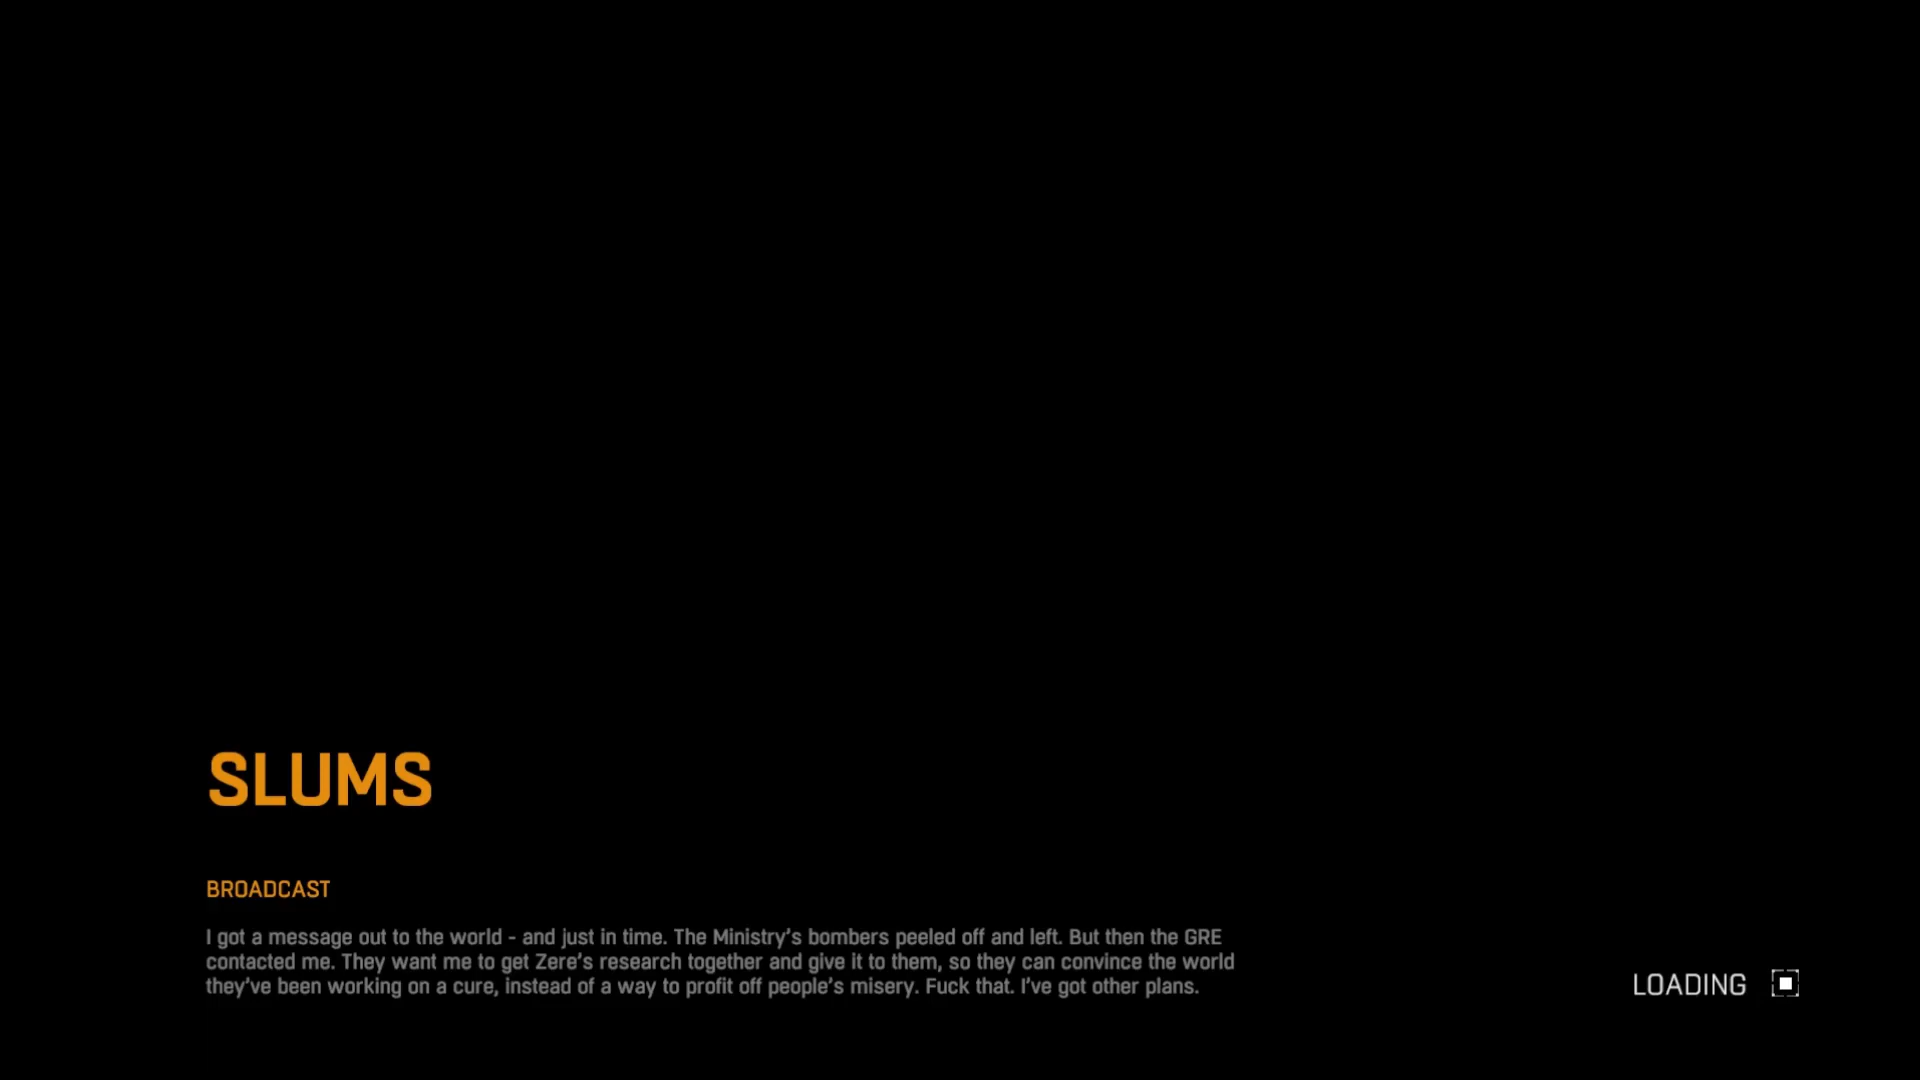 SLUMS
BROADCAST
I got a message out to the world - and just in time. The Ministry's bombers peeled off and left. But then the GRE
contacted me. They want me to get Zere's research together and give it to them, so they can convince the world
they've been working on a cure, instead of a way to profit off people's misery. Fuck that. I've got other plans.
LOADING